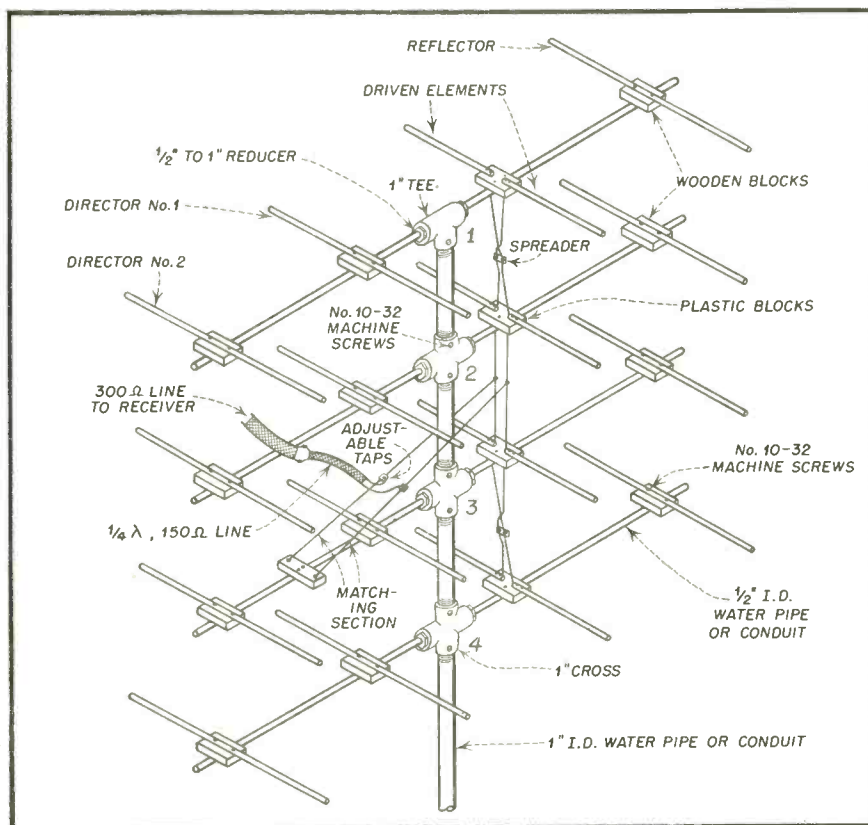 REFLECTOR
DRIVEN ELEMENTS
1/2" TO 1" REDUCER
1" TEE
WOODEN BLOCKS
DIRECTOR No.1
1
SPREADER
DIRECTOR No.2
No. 10-32
MACHINE
SCREWS
PLASTIC BLOCKS
2
300Ω LINE
TO RECEIVER
ADJUST-
ABLE
TAPS
No. 10-32
MACHINE SCREWS
3
1/4 λ, 150Ω LINE
MATCH-
ING
SECTION
1/2" I.D.
WATER PIPE
OR CONDUIT
4
1" CROSS
1" I.D. WATER PIPE OR CONDUIT